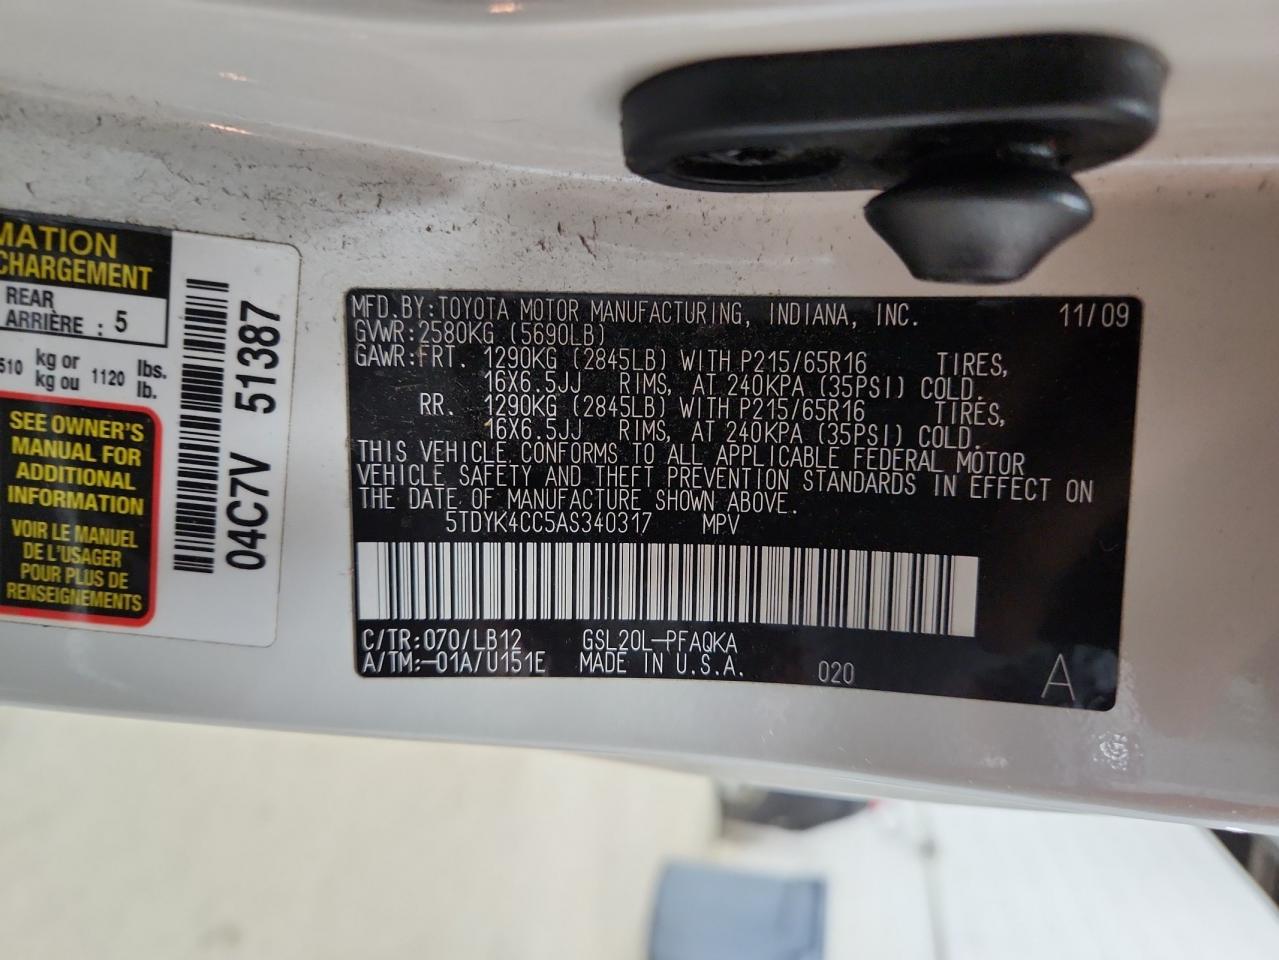 MATION
CHARGEMENT
REAR
ARRIÈRE : 5
510 kg or 1120 lbs.
kg ou lb.
SEE OWNER'S
MANUAL FOR
ADDITIONAL
INFORMATION
VOIR LE MANUEL
DE L'USAGER
POUR PLUS DE
RENSEIGNEMENTS
04C7V 51387
MFD.BY:TOYOTA MOTOR MANUFACTURING, INDIANA, INC. 11/09
GVWR:2580KG (5690LB)
GAWR:FRT. 1290KG (2845LB) WITH P215/65R16 TIRES,
16X6.5JJ RIMS, AT 240KPA (35PSI) COLD.
RR. 1290KG (2845LB) WITH P215/65R16 TIRES,
16X6.5JJ RIMS, AT 240KPA (35PSI) COLD.
THIS VEHICLE CONFORMS TO ALL APPLICABLE FEDERAL MOTOR
VEHICLE SAFETY AND THEFT PREVENTION STANDARDS IN EFFECT ON
THE DATE OF MANUFACTURE SHOWN ABOVE.
5TDYK4CC5AS340317 MPV
C/TR:070/LB12 GSL20L-PFAQKA
A/TM:-01A/U151E MADE IN U.S.A. 020 A